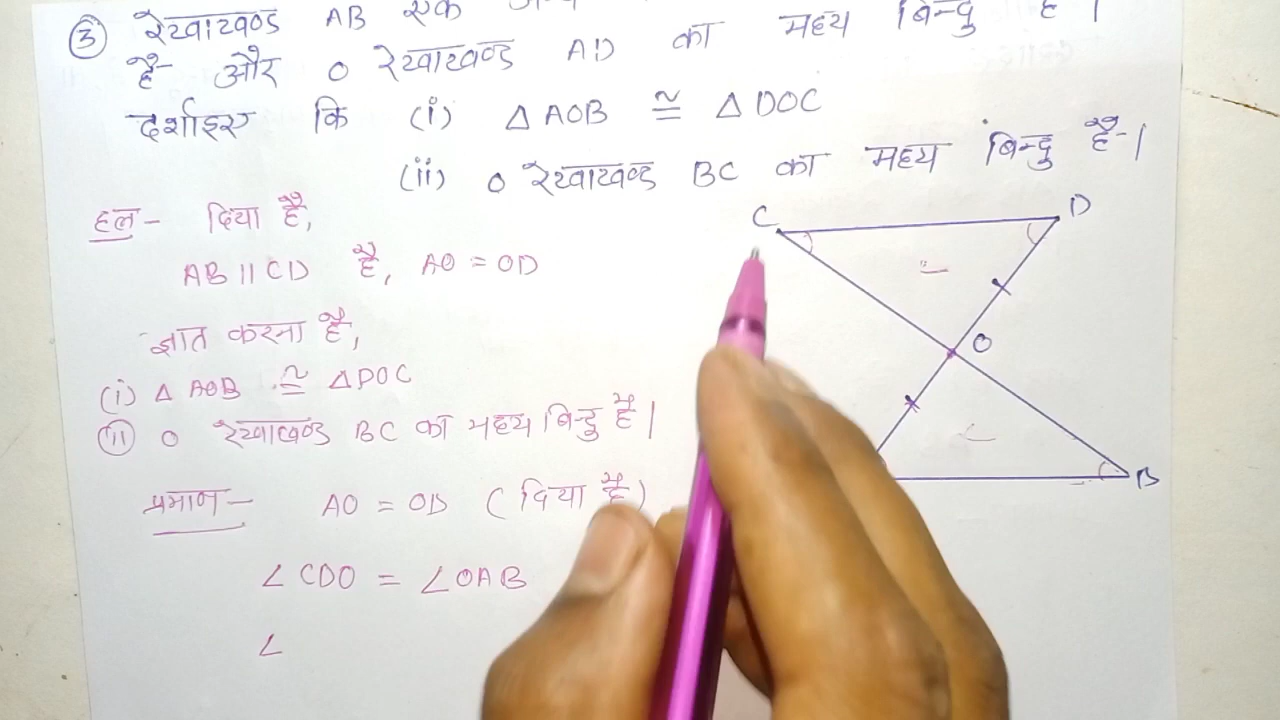 ③ रेखाखण्ड AB एक
है और O रेखाखण्ड AD का मध्य बिन्दु है।
दर्शाइए कि (i) △AOB ≅ △DOC
(ii) O रेखाखण्ड BC का मध्य बिन्दु है।
हल- दिया है,
AB॥CD है, AO = OD
ज्ञात करना है,
(i) △AOB ≅ △DOC
(ii) O रेखाखण्ड BC का मध्य बिन्दु है।
प्रमाण- AO = OD (दिया है)
∠CDO = ∠OAB
∠
C D
O
B